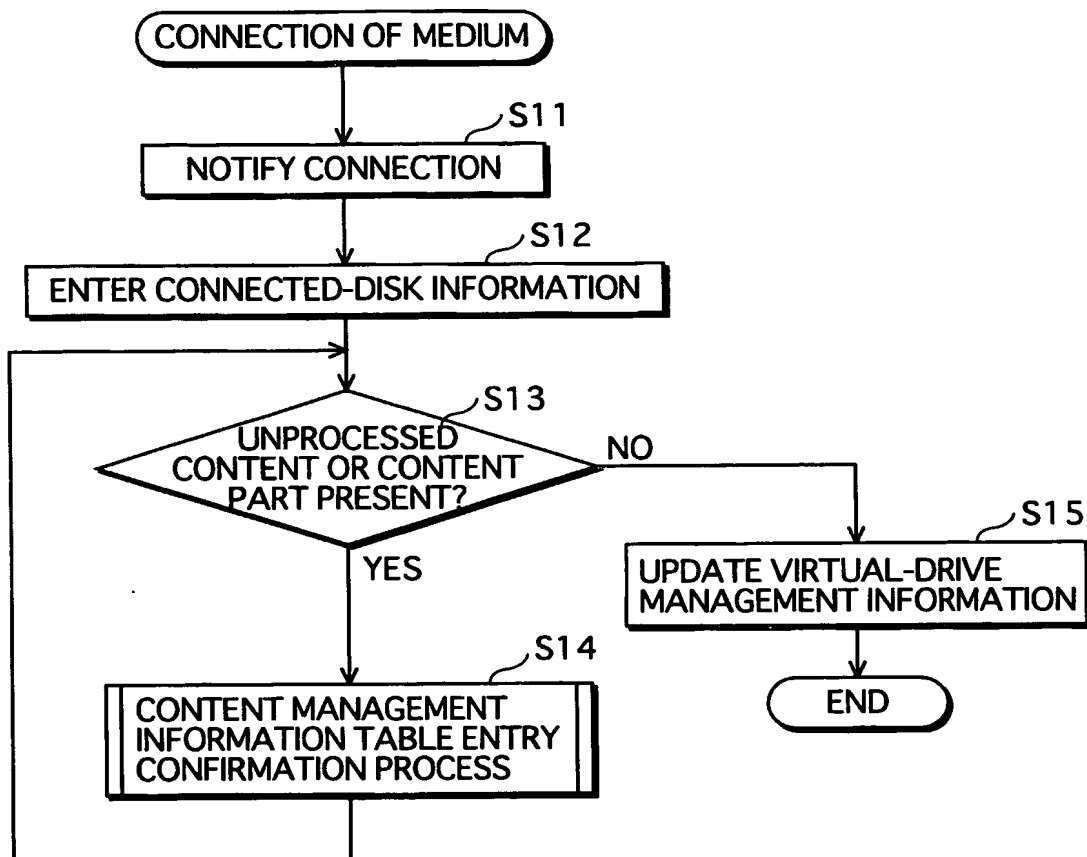 CONNECTION OF MEDIUM
S11
NOTIFY CONNECTION
S12
ENTER CONNECTED-DISK INFORMATION
S13
UNPROCESSED
CONTENT OR CONTENT
PART PRESENT?
NO
YES
S15
UPDATE VIRTUAL-DRIVE
MANAGEMENT INFORMATION
END
S14
CONTENT MANAGEMENT
INFORMATION TABLE ENTRY
CONFIRMATION PROCESS